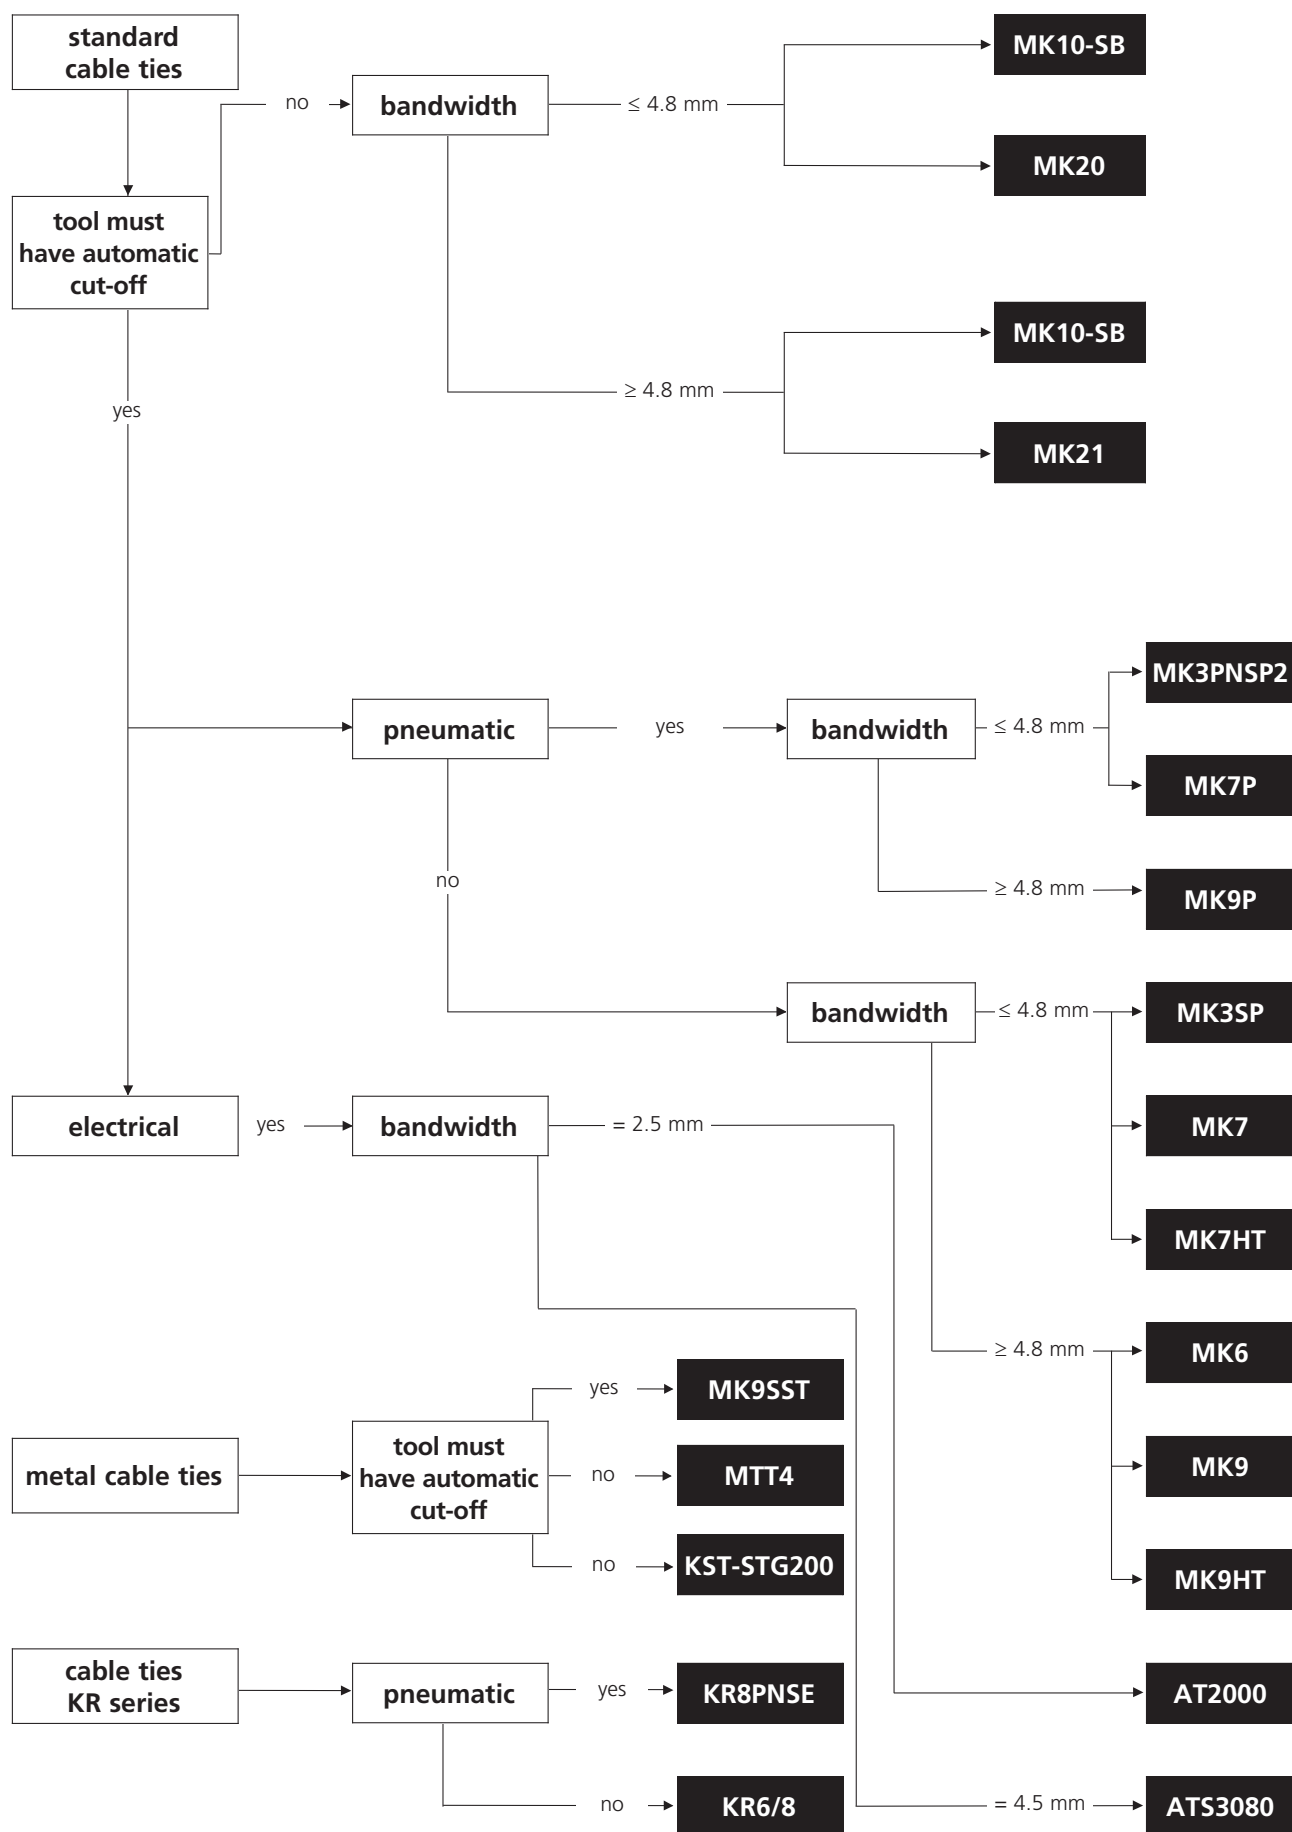 standard
cable ties
no
bandwidth
≤ 4.8 mm
MK10-SB
MK20
tool must
have automatic
cut-off
MK10-SB
≥ 4.8 mm
MK21
yes
pneumatic
yes
bandwidth
≤ 4.8 mm
MK3PNSP2
MK7P
no
≥ 4.8 mm
MK9P
bandwidth
≤ 4.8 mm
MK3SP
MK7
MK7HT
electrical
yes
bandwidth
= 2.5 mm
≥ 4.8 mm
MK6
MK9
MK9HT
metal cable ties
tool must
have automatic
cut-off
yes
MK9SST
no
MTT4
no
KST-STG200
cable ties
KR series
pneumatic
yes
KR8PNSE
AT2000
no
KR6/8
= 4.5 mm
ATS3080